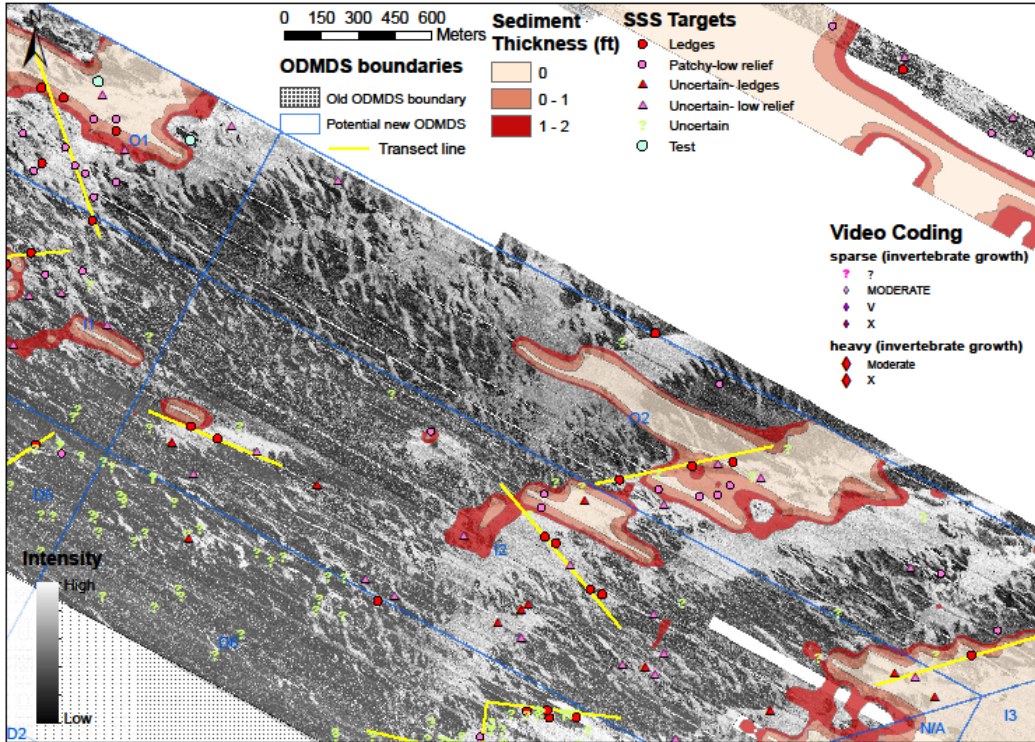 N
0 150 300 450 600
Meters
ODMDS boundaries
Old ODMDS boundary
Potential new ODMDS
Transect line
Sediment
Thickness (ft)
0
0 - 1
1 - 2
SSS Targets
Ledges
Patchy-low relief
Uncertain- ledges
Uncertain- low relief
? Uncertain
Test
Video Coding
sparse (invertebrate growth)
? ?
MODERATE
V
X
heavy (invertebrate growth)
Moderate
X
O1
I1
O2
D5
I2
Intensity
High
D6
Low
D2
N/A
I3